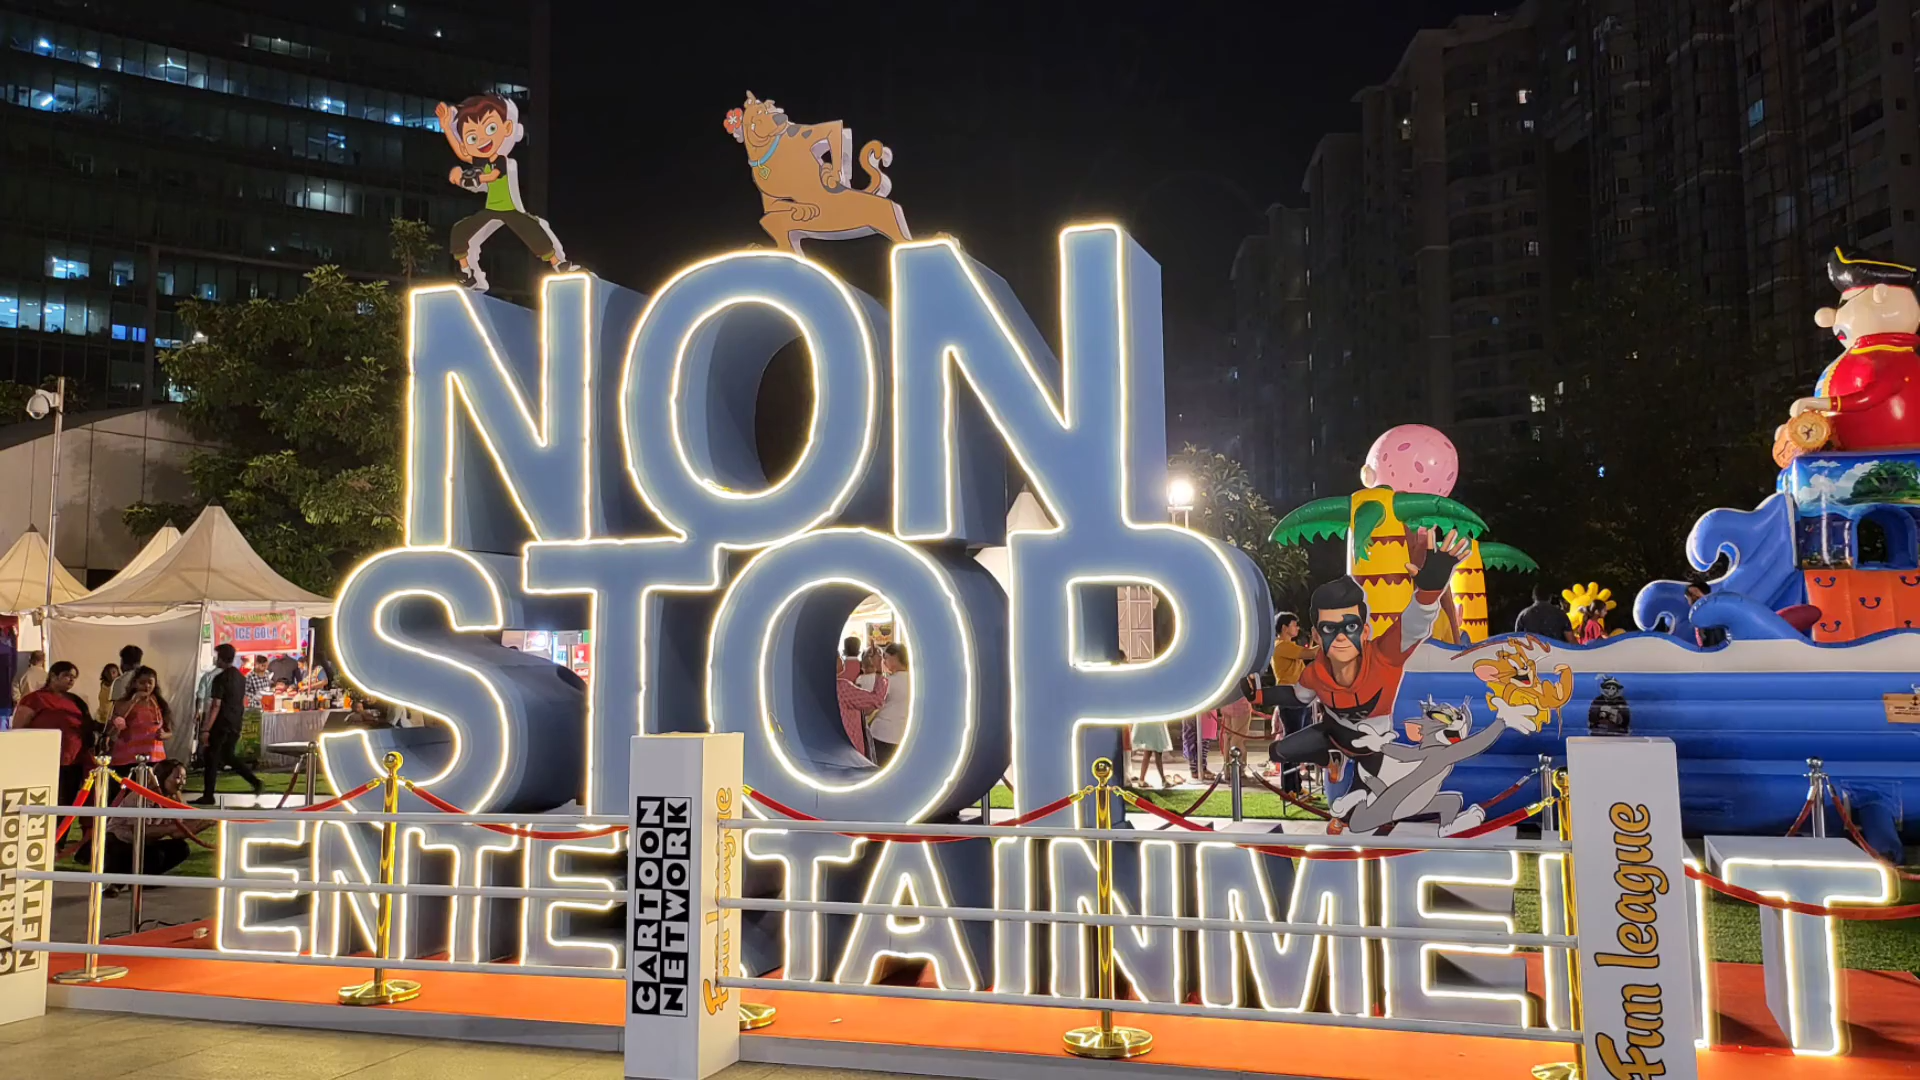 NON
STOP
ENTERTAINMENT
ICE GOLA
CARTOON
NETWORK
CARTOON
NETWORK
Fun league
Fun league